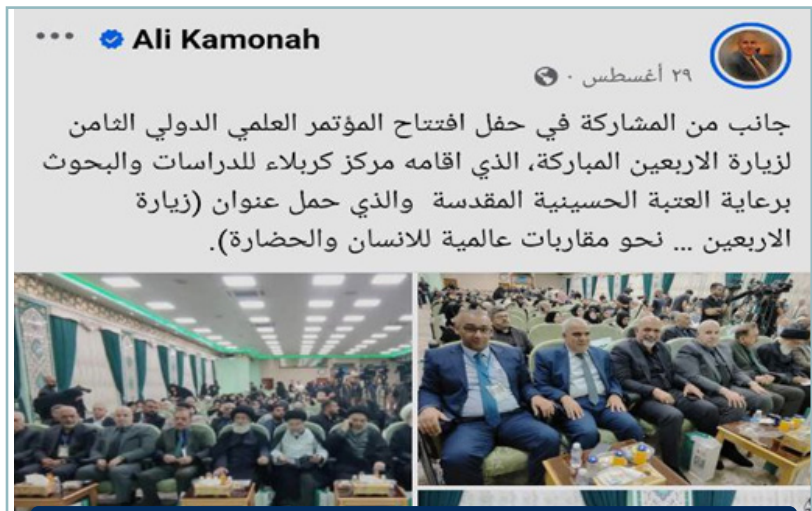 Ali Kamonah
٢٩ أغسطس ·
جانب من المشاركة في حفل افتتاح المؤتمر العلمي الدولي الثامن
لزيارة الاربعين المباركة، الذي اقامه مركز كربلاء للدراسات والبحوث
برعاية العتبة الحسينية المقدسة والذي حمل عنوان (زيارة
الاربعين ... نحو مقاربات عالمية للانسان والحضارة).